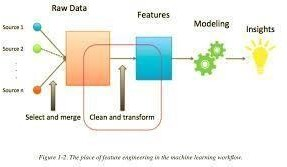 Raw Data
Features
Modeling
Insights
Source 1
Source 2
Source n
Select and merge
Clean and transform
Figure 1-2. The place of feature engineering in the machine learning workflow.